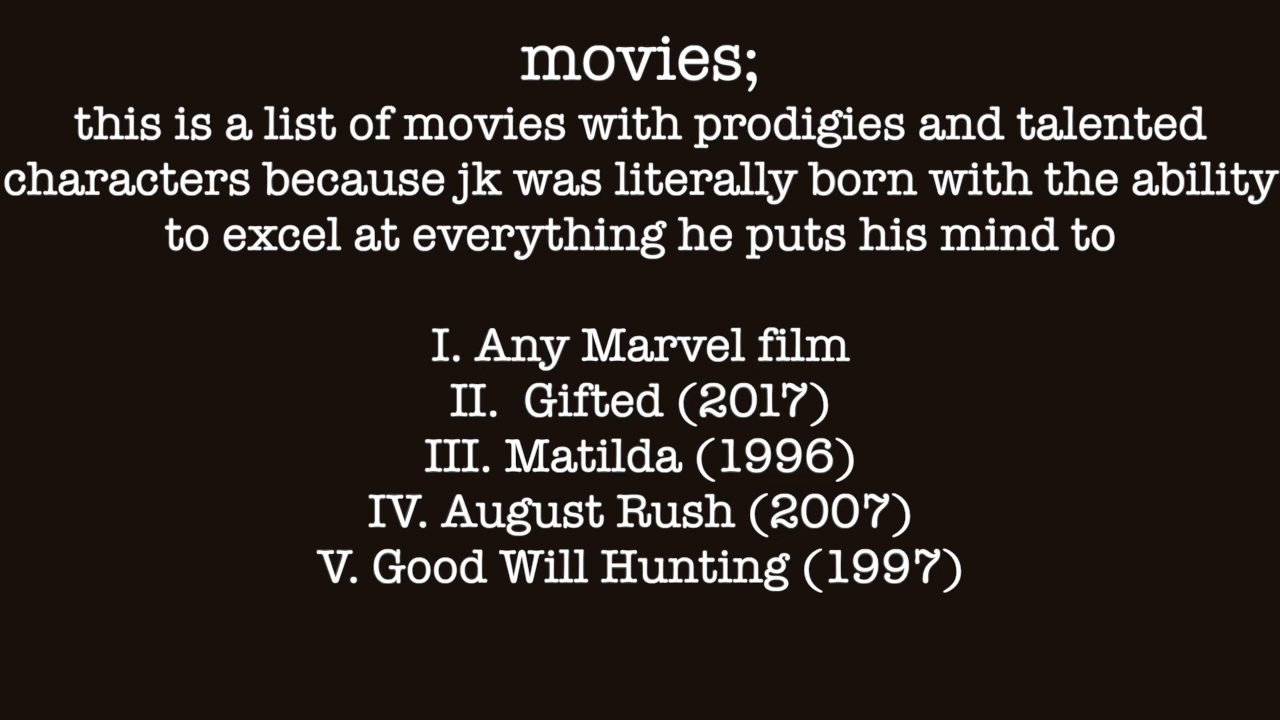 movies;
this is a list of movies with prodigies and talented
characters because jk was literally born with the ability
to excel at everything he puts his mind to
I. Any Marvel film
II. Gifted (2017)
III. Matilda (1996)
IV. August Rush (2007)
V. Good Will Hunting (1997)